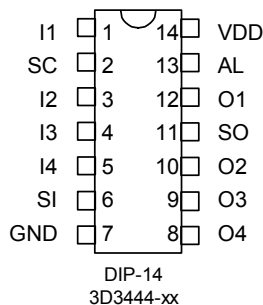 I1 1 14 VDD
SC 2 13 AL
I2 3 12 O1
I3 4 11 SO
I4 5 10 O2
SI 6 9 O3
GND 7 8 O4
DIP-14
3D3444-xx